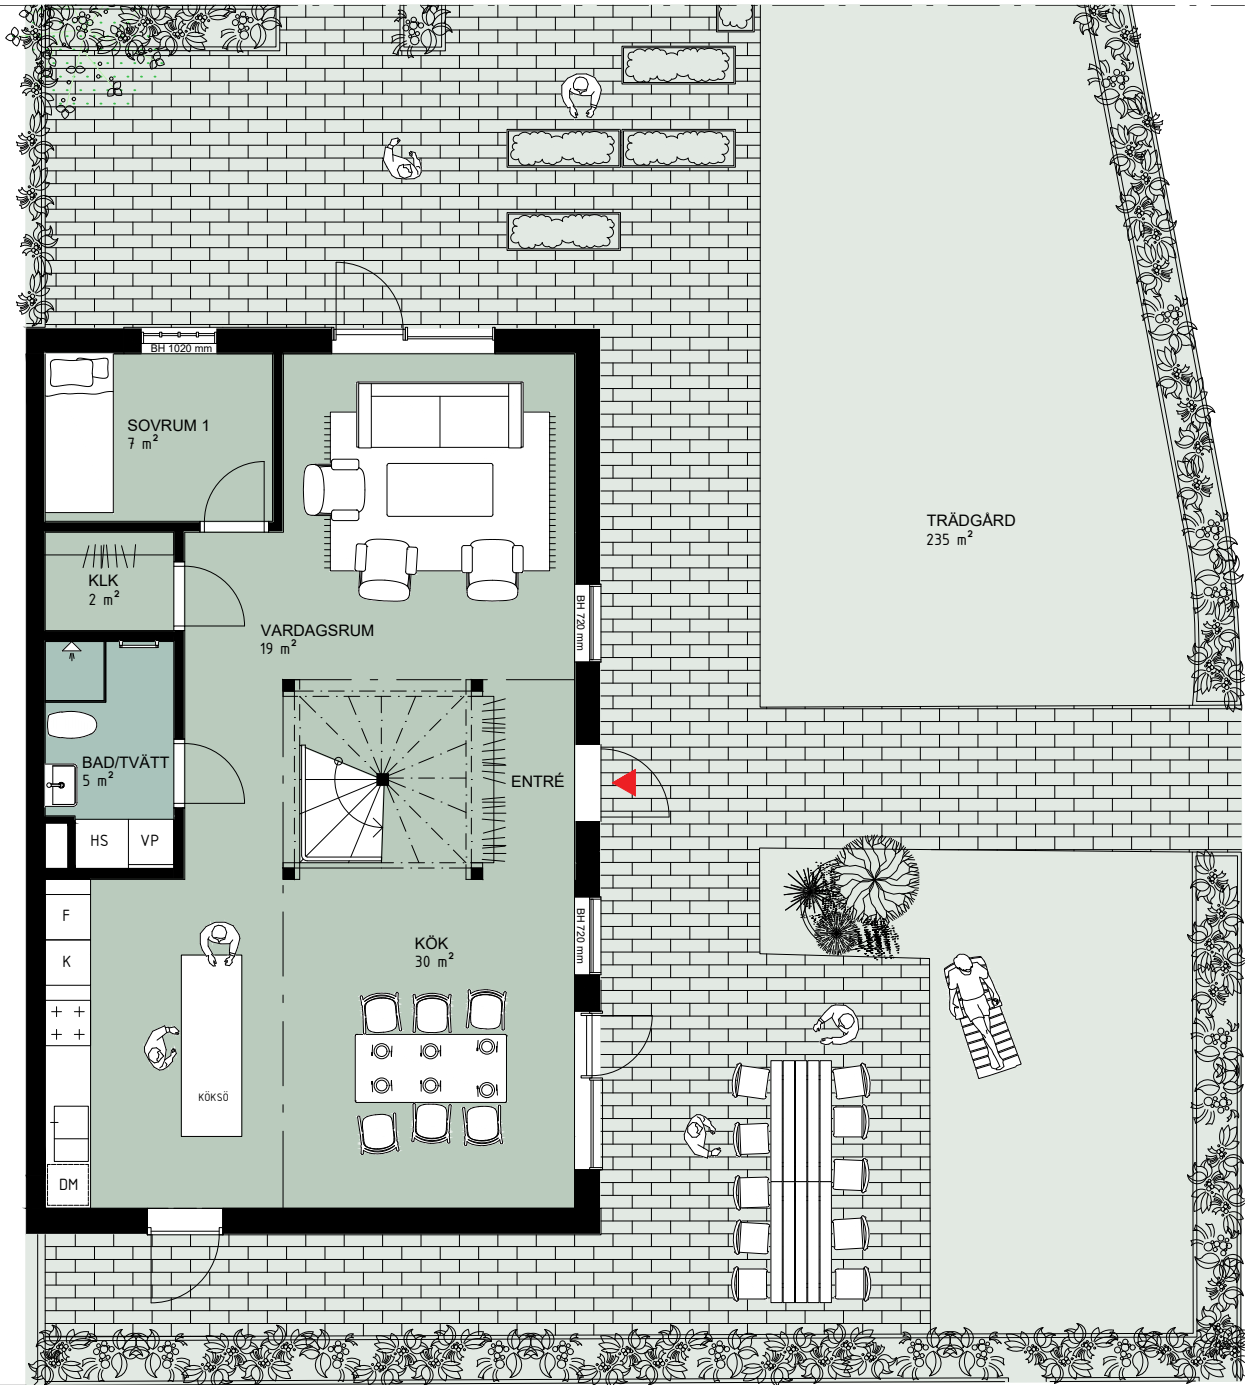 BH 1020 mm
SOVRUM 1
7 m²
TRÄDGÅRD
235 m²
KLK
2 m²
BH 720 mm
VARDAGSRUM
19 m²
BAD/TVÄTT
5 m²
ENTRÉ
HS
VP
F
K
KÖK
30 m²
BH 720 mm
KÖKSÖ
DM